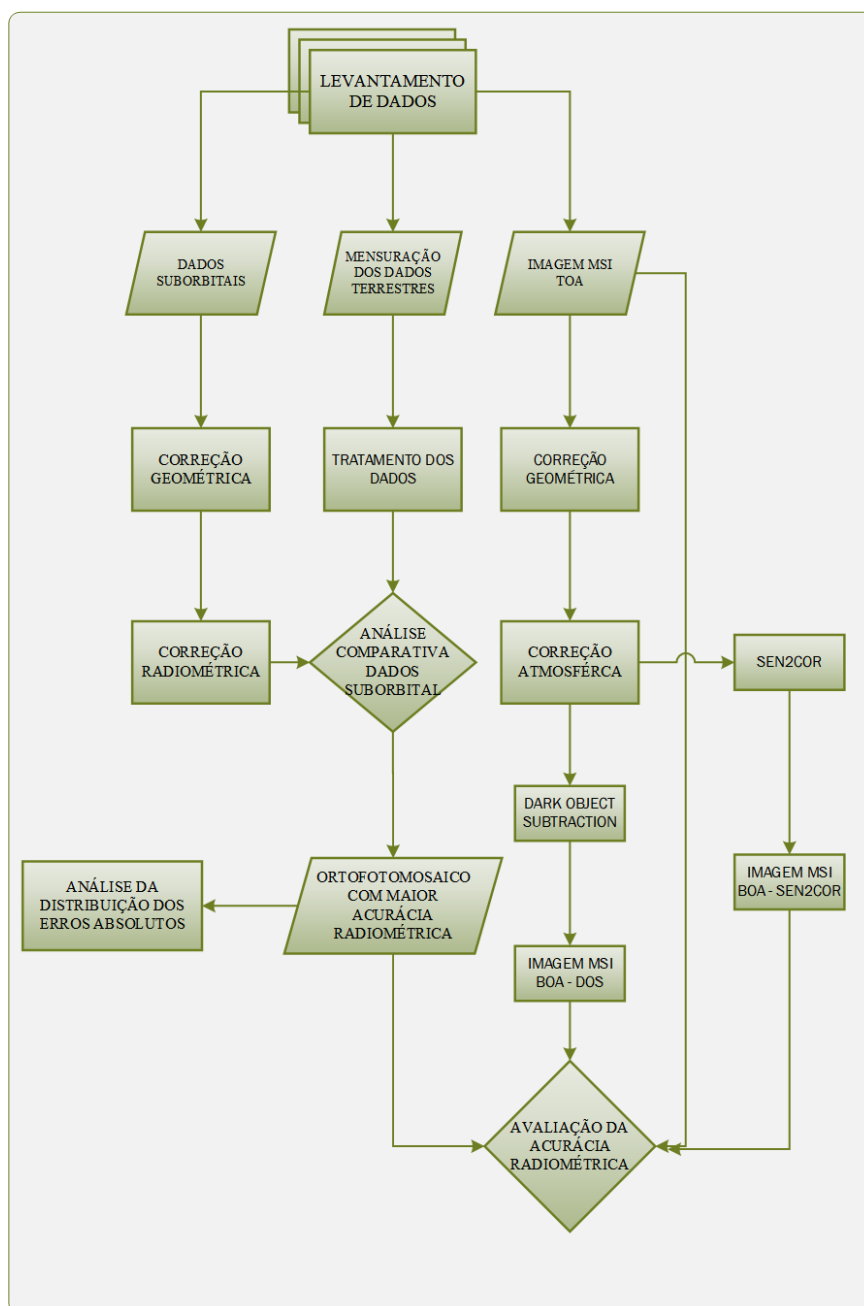 LEVANTAMENTO
DE DADOS
DADOS
SUBORBITAIS
MENSURAÇÃO
DOS DADOS
TERRESTRES
IMAGEM MSI
TOA
CORREÇÃO
GEOMÉTRICA
TRATAMENTO DOS
DADOS
CORREÇÃO
GEOMÉTRICA
CORREÇÃO
RADIOMÉTRICA
ANÁLISE
COMPARATIVA
DADOS
SUBORBITAL
CORREÇÃO
ATMOSFÉRCA
SEN2COR
DARK OBJECT
SUBTRACTION
ANÁLISE DA
DISTRIBUIÇÃO DOS
ERROS ABSOLUTOS
ORTOFOTOMOSAICO
COM MAIOR
ACURÁCIA
RADIOMÉTRICA
IMAGEM MSI
BOA - SEN2COR
IMAGEM MSI
BOA - DOS
AVALIAÇÃO DA
ACURÁCIA
RADIOMÉTRICA